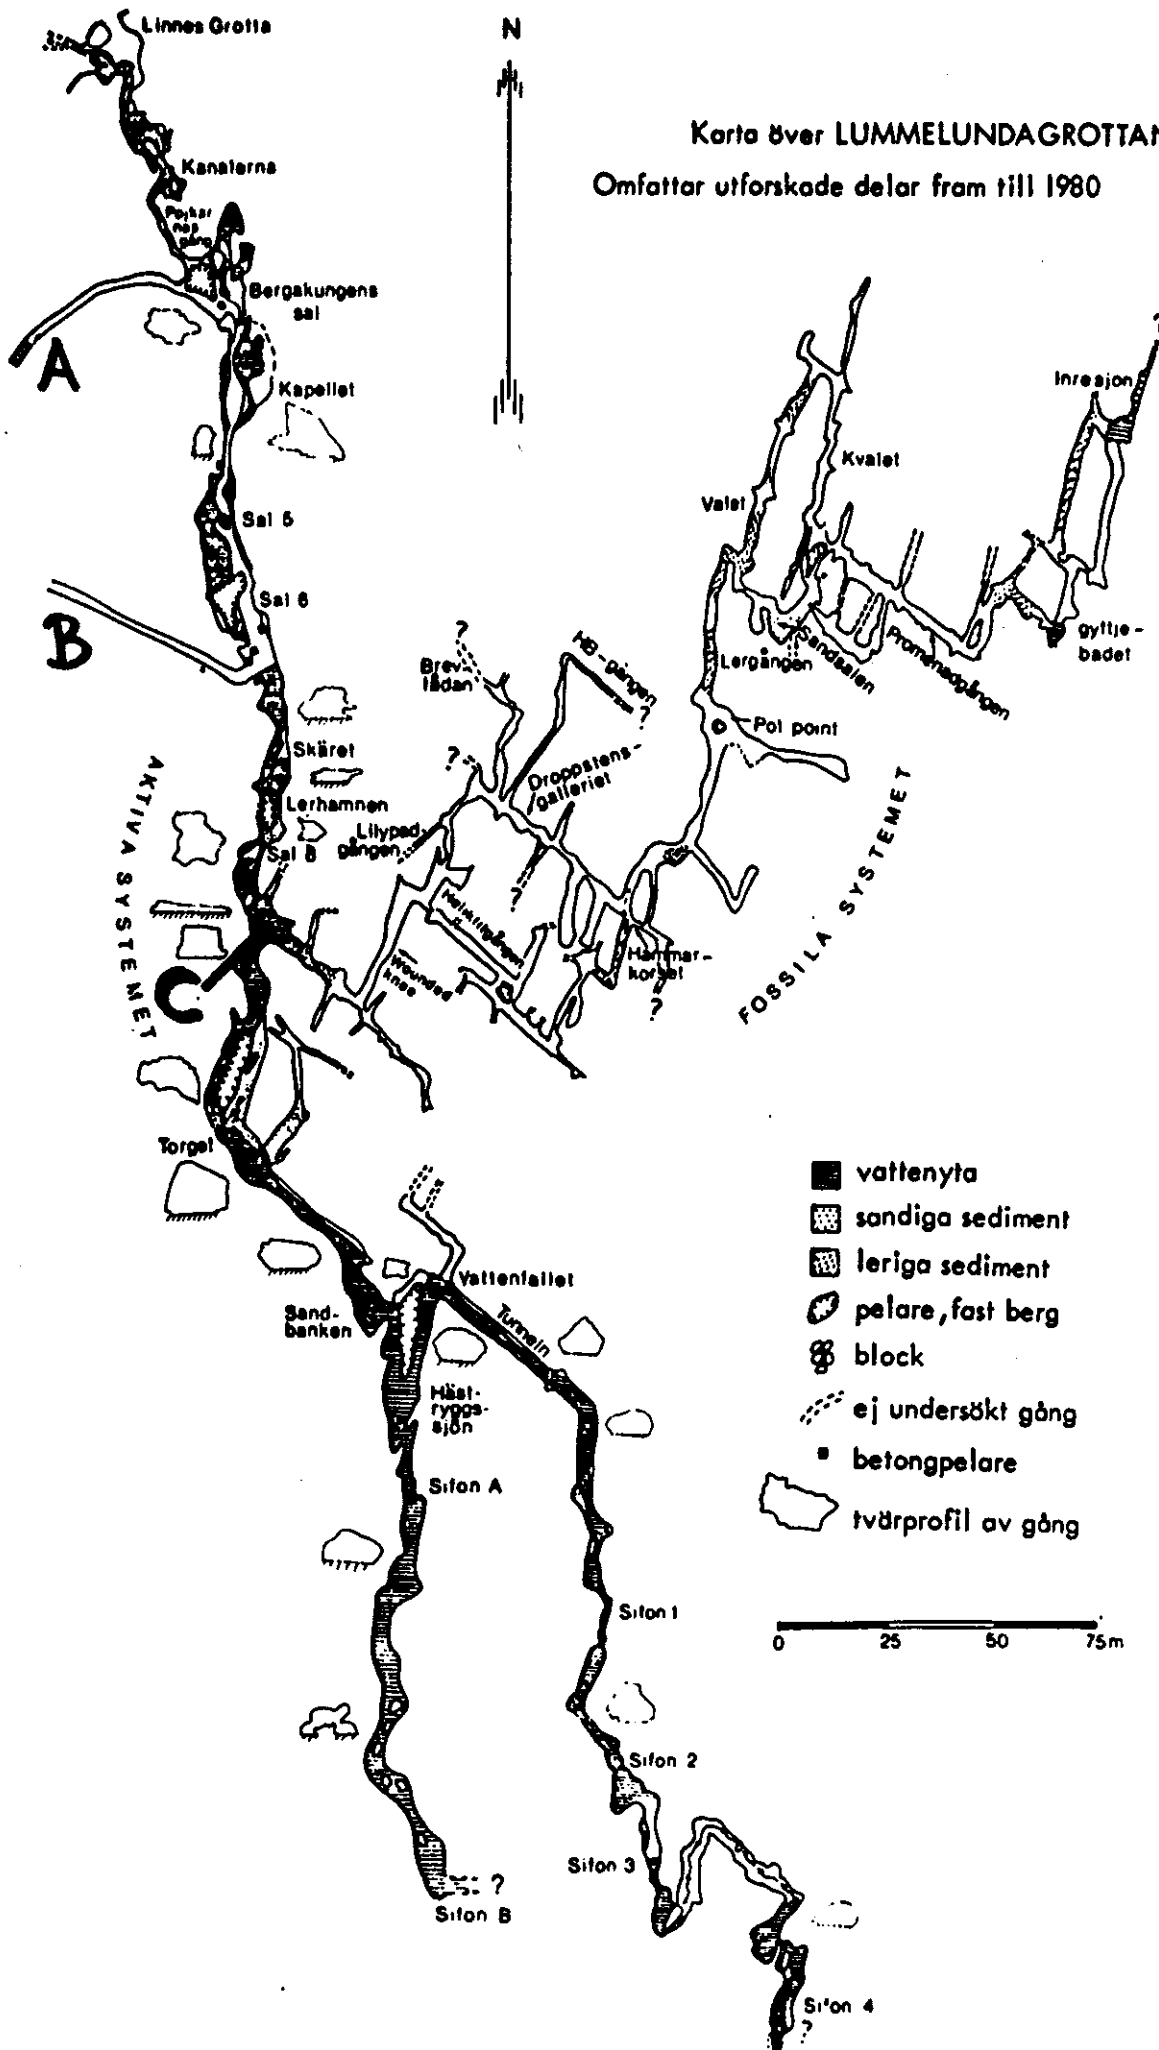 Linnes Grotta
N
Karta över LUMMELUNDAGROTTAN
Omfattar utforskade delar fram till 1980
Kanalerna
Pojkar
nas
gång
Bergakungens
sal
A
Kapellet
Inresjön
?
Kvalet
Valet
Sal 5
Sal 6
B
?
Brev-
lådan
HB-gången
?
Lergången
Sandsalen
Promenadgången
gyttje-
badet
Pol point
Skäret
?
Droppstens-
galleriet
Lerhamnen
Lilypad-
gången
Sal 8
AKTIVA SYSTEMET
?
Wounded
knee
Hammar-
korset
?
FOSSILA SYSTEMET
C
Torget
vattenyta
sandiga sediment
leriga sediment
pelare, fast berg
block
ej undersökt gång
betongpelare
tvärprofil av gång
Vattenfallet
Tunneln
Sand-
banken
Häst-
ryggs-
sjön
Sifon A
Sifon 1
0 25 50 75m
Sifon 2
Sifon 3
?
Sifon B
Sifon 4
?